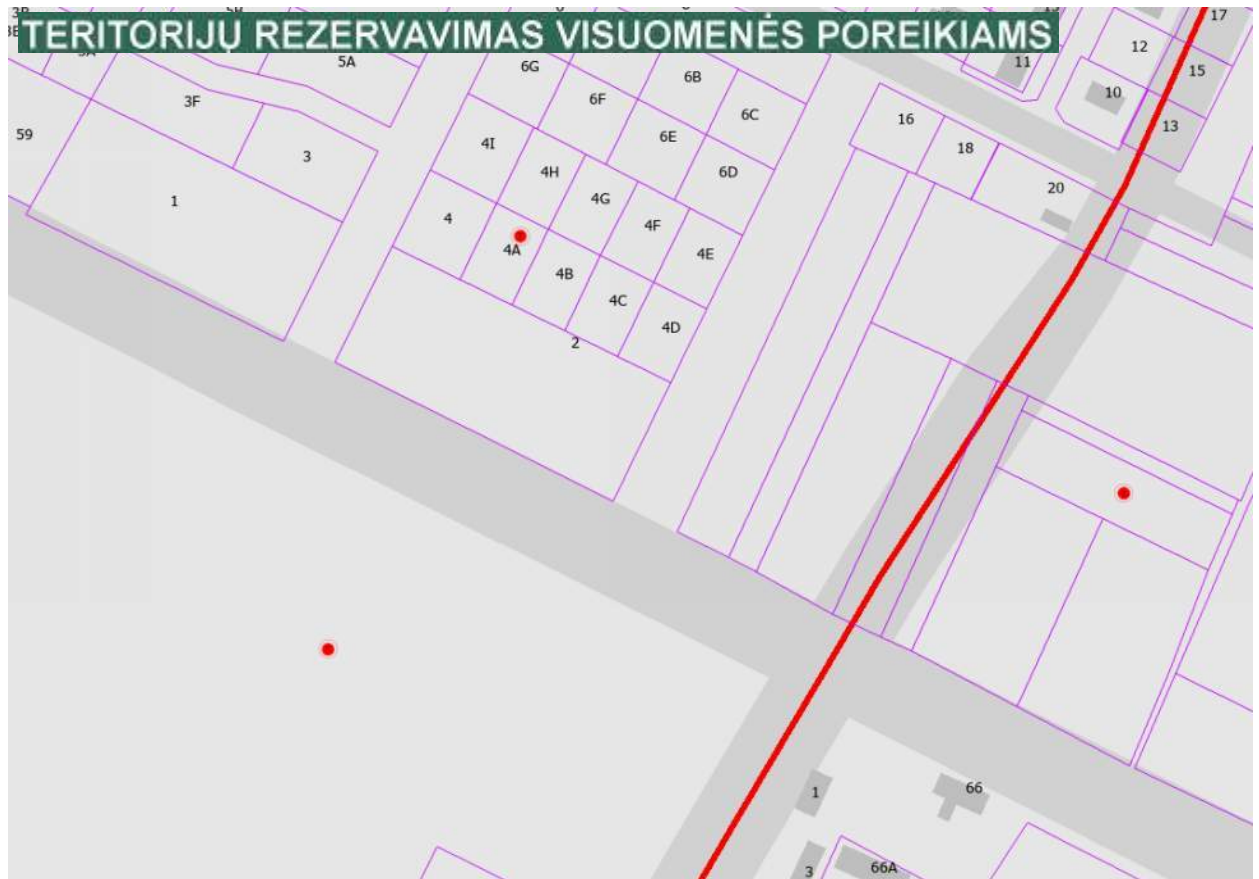 TERITORIJŲ REZERVAVIMAS VISUOMENĖS POREIKIAMS
17
12
15
11
10
13
5A
6G
6B
6F
6C
3F
59
16
6E
18
4I
3
4H
6D
20
1
4G
4
4F
4A
4E
4B
4C
4D
2
1
66
3
66A